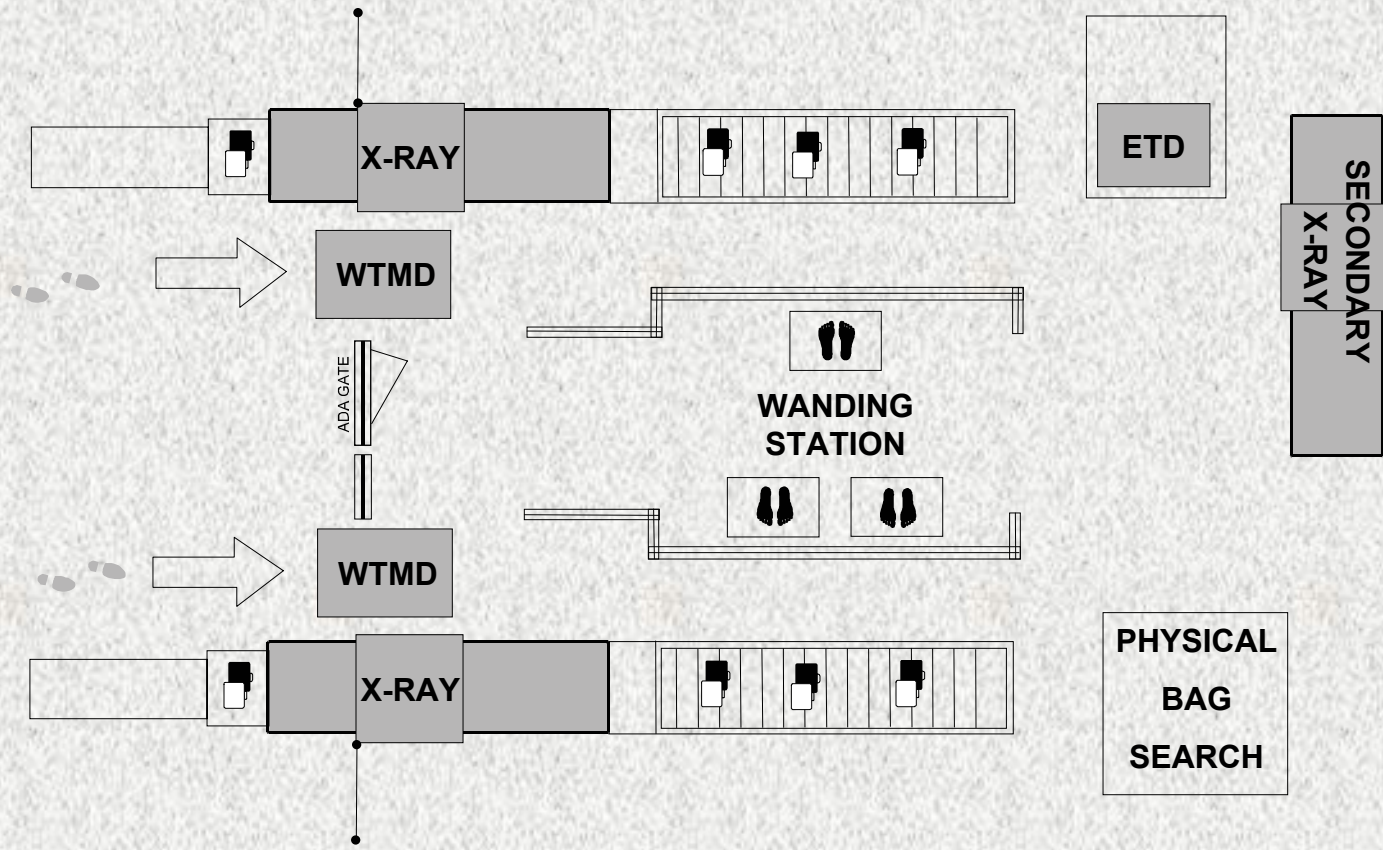 X-RAY
ETD
SECONDARY
X-RAY
WTMD
ADA GATE
WANDING
STATION
WTMD
X-RAY
PHYSICAL
BAG
SEARCH